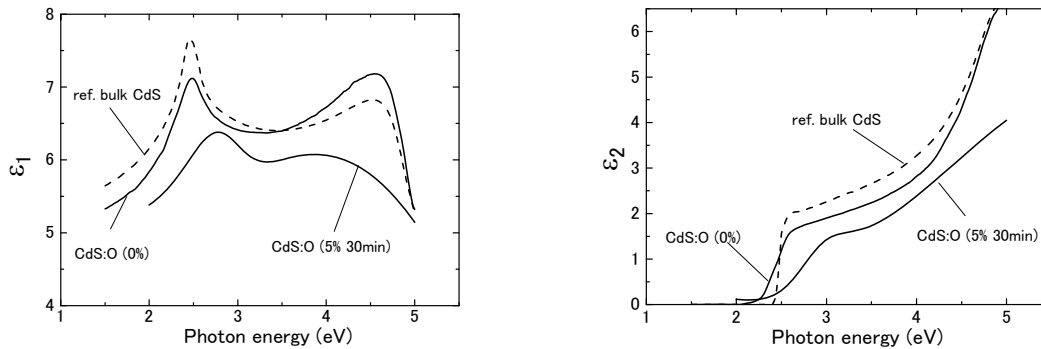 8
7
6
5
4
ε1
ref. bulk CdS
CdS:O (0%)
CdS:O (5% 30min)
1 2 3 4 5
Photon energy (eV)
6
5
4
3
2
1
0
ε2
ref. bulk CdS
CdS:O (0%)
CdS:O (5% 30min)
1 2 3 4 5
Photon energy (eV)